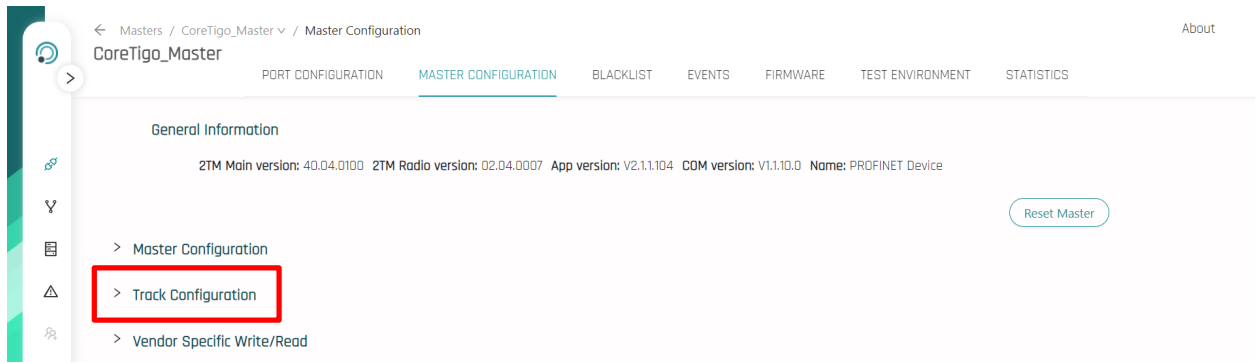 ← Masters / CoreTigo_Master ∨ / Master Configuration
About
CoreTigo_Master
PORT CONFIGURATION MASTER CONFIGURATION BLACKLIST EVENTS FIRMWARE TEST ENVIRONMENT STATISTICS
General Information
2TM Main version: 40.04.0100 2TM Radio version: 02.04.0007 App version: V2.1.1.104 COM version: V1.1.10.0 Name: PROFINET Device
Reset Master
> Master Configuration
> Track Configuration
> Vendor Specific Write/Read